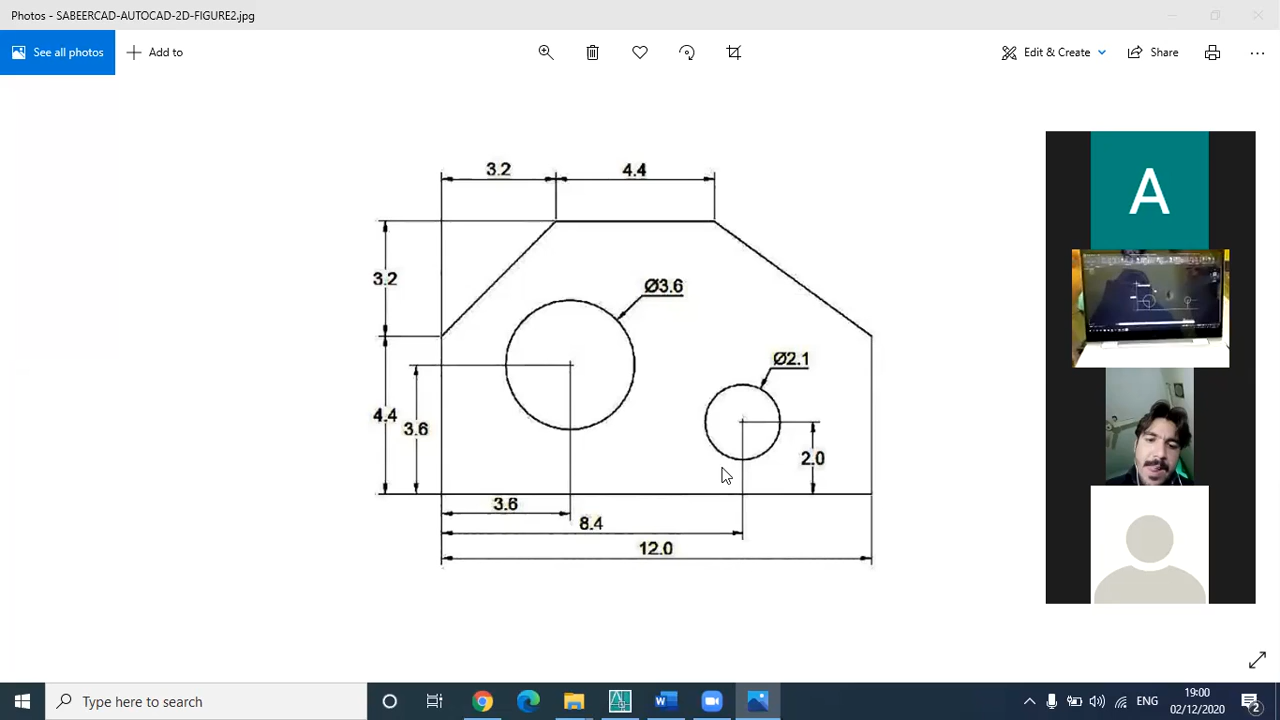 Photos - SABEERCAD-AUTOCAD-2D-FIGURE2.jpg
See all photos
Add to
Edit & Create
Share
3.2
4.4
3.2
Ø3.6
Ø2.1
4.4
3.6
2.0
3.6
8.4
12.0
A
Type here to search
ENG
19:00
02/12/2020
2